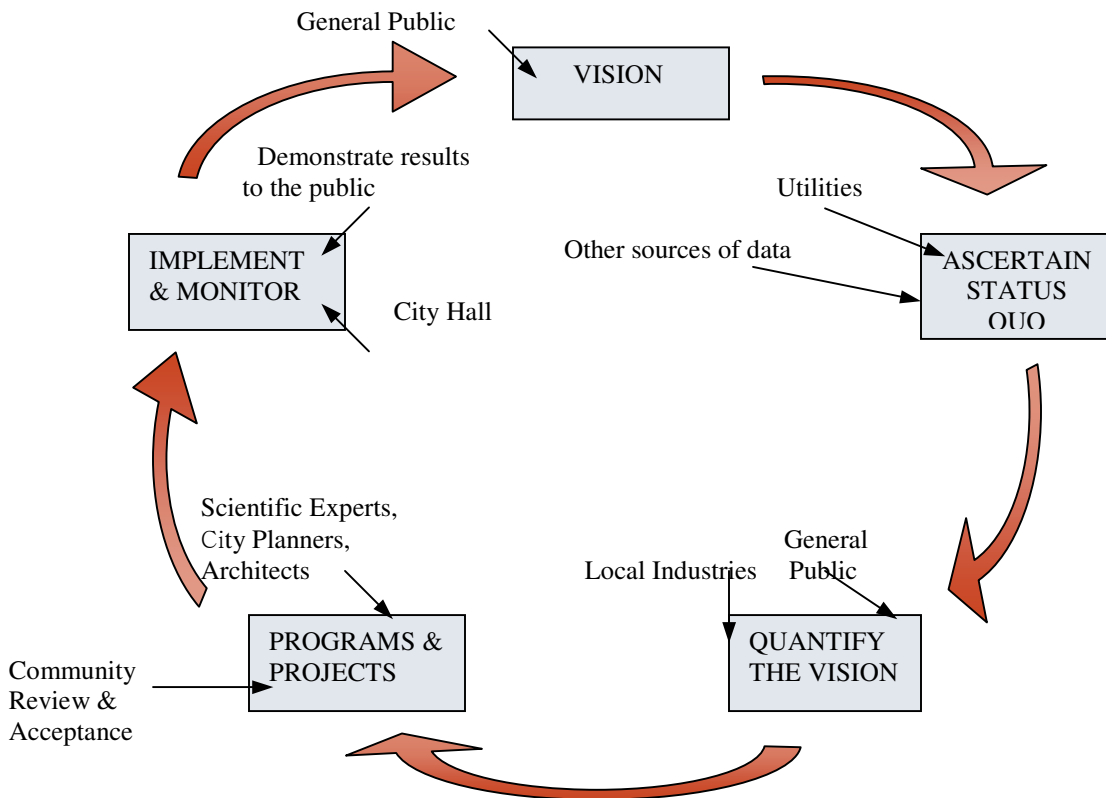 General Public
VISION
Demonstrate results
to the public
Utilities
Other sources of data
IMPLEMENT
& MONITOR
ASCERTAIN
STATUS
QUO
City Hall
Scientific Experts,
City Planners,
Architects
General
Public
Local Industries
PROGRAMS &
PROJECTS
QUANTIFY
THE VISION
Community
Review &
Acceptance